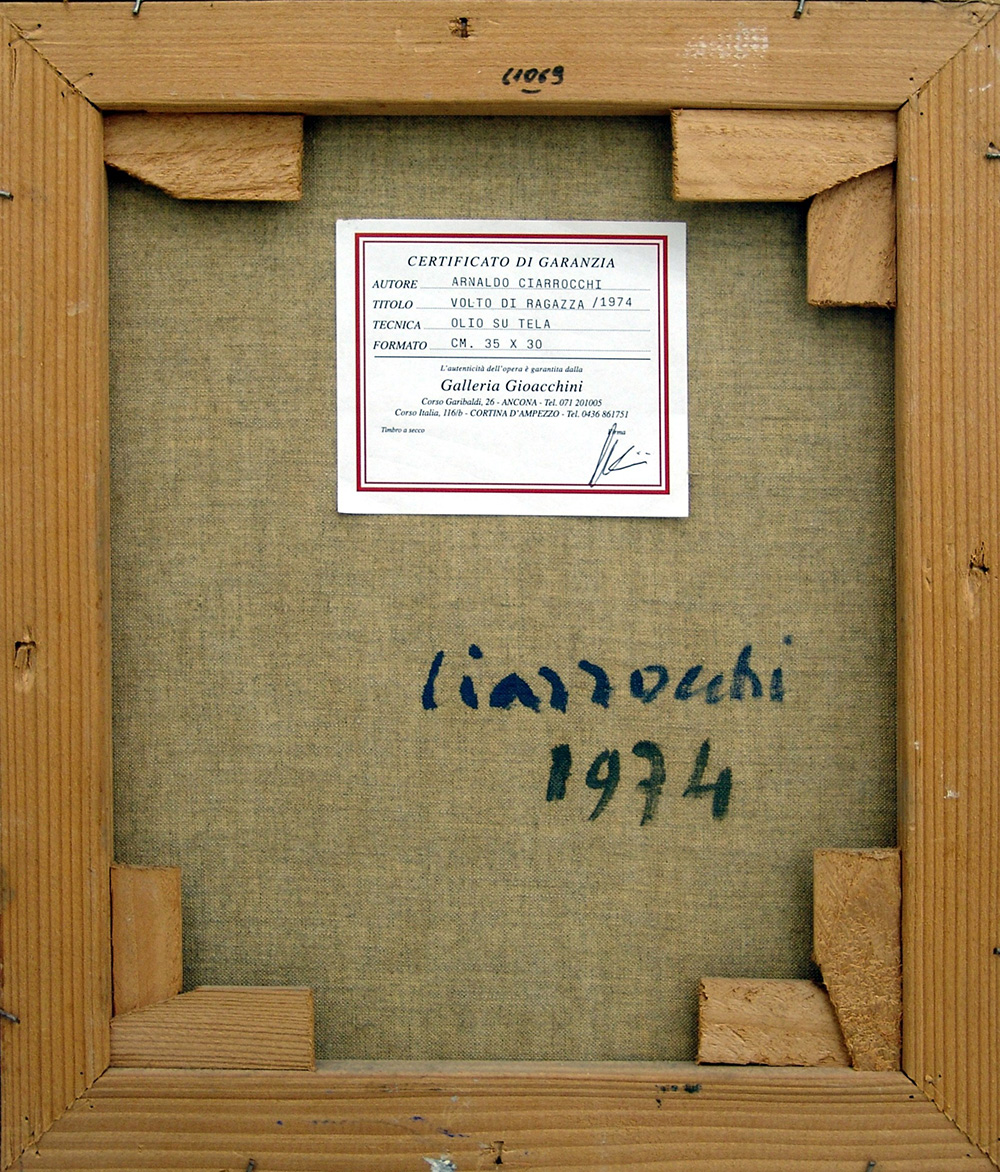 11069
CERTIFICATO DI GARANZIA
AUTORE ARNALDO CIARROCCHI
TITOLO VOLTO DI RAGAZZA /1974
TECNICA OLIO SU TELA
FORMATO CM. 35 X 30
L'autenticità dell'opera è garantita dalla
Galleria Gioacchini
Corso Garibaldi, 26 - ANCONA - Tel. 071 201005
Corso Italia, 116/b - CORTINA D'AMPEZZO - Tel. 0436 861751
Timbro a secco Firma
Ciarrocchi
1974